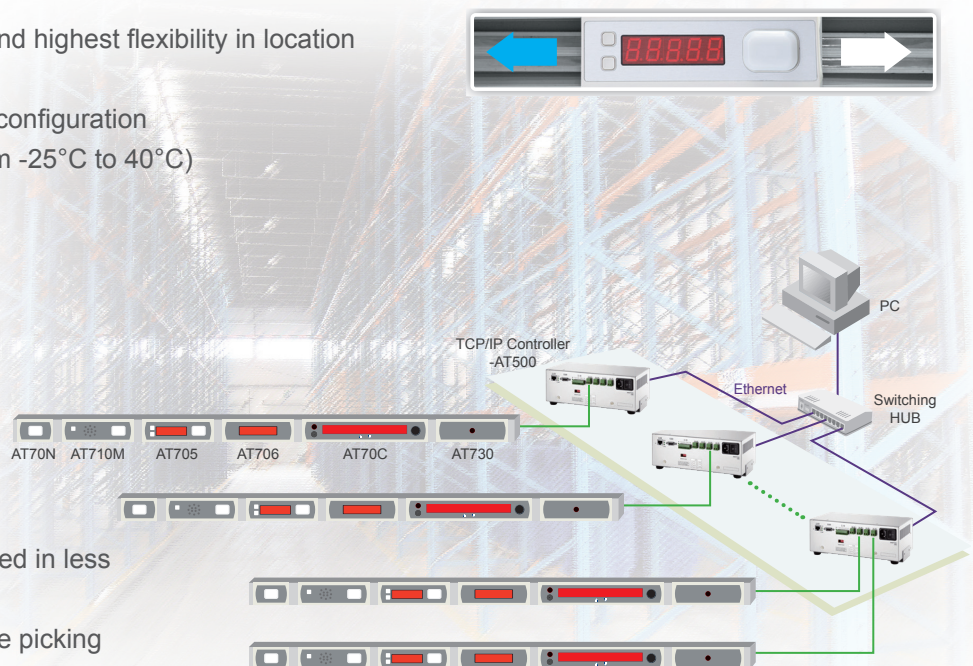 nd highest flexibility in location
configuration
m -25°C to 40°C)
88888
PC
TCP/IP Controller
-AT500
Ethernet
Switching
HUB
AT70N AT710M AT705 AT706 AT70C AT730
ed in less
e picking